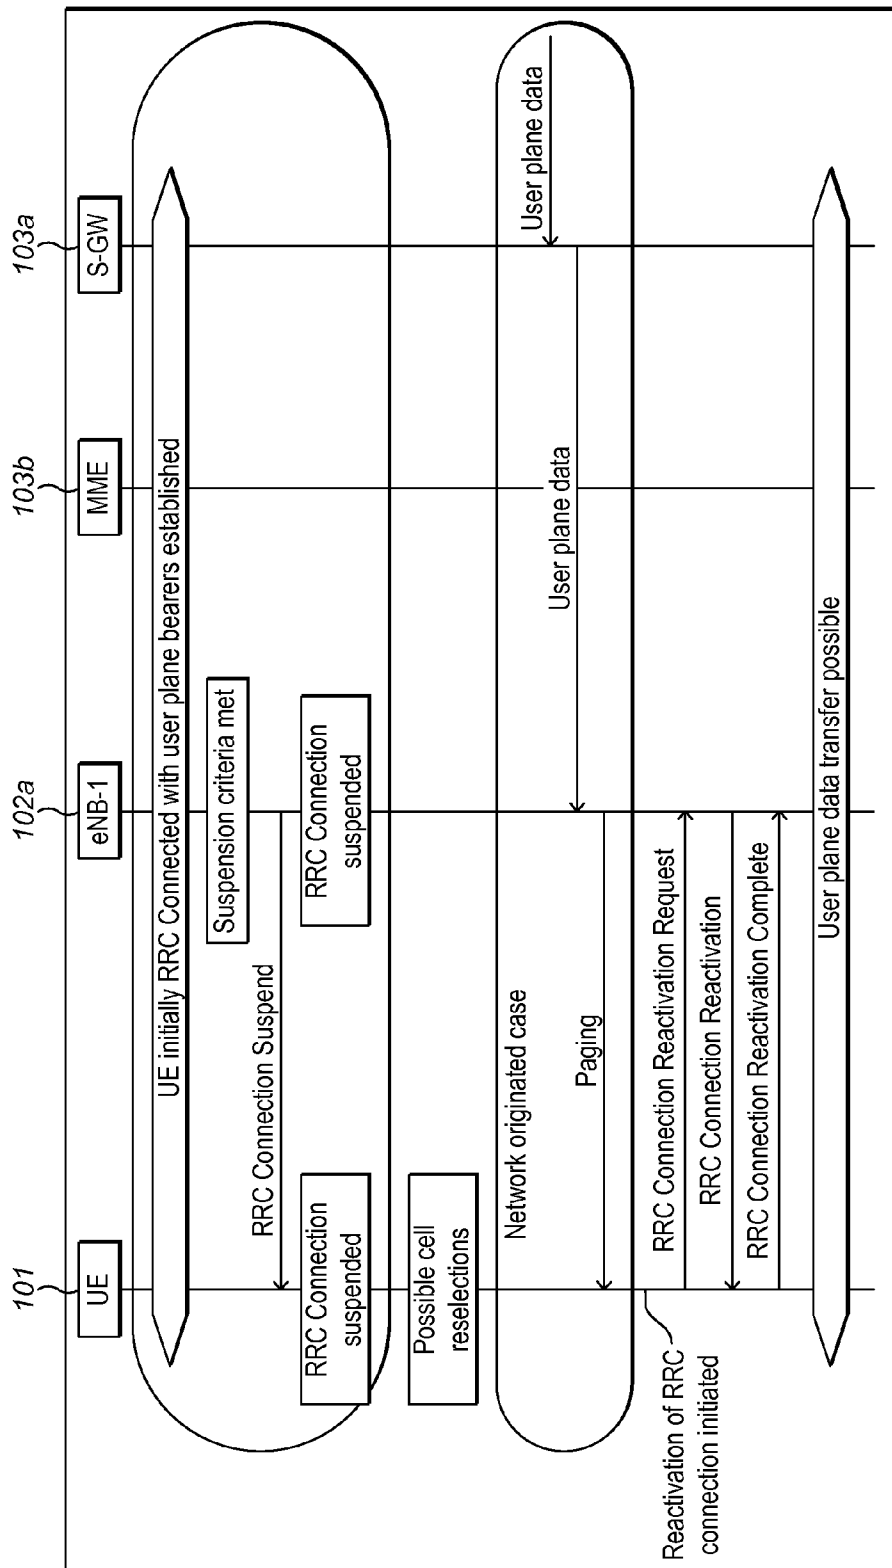 101
102a
103b
103a
UE
eNB-1
MME
S-GW
UE initially RRC Connected with user plane bearers established
Suspension criteria met
RRC Connection Suspend
RRC Connection
suspended
RRC Connection
suspended
Possible cell
reselections
Network originated case
User plane data
User plane data
Paging
Reactivation of RRC
connection initiated
RRC Connection Reactivation Request
RRC Connection Reactivation
RRC Connection Reactivation Complete
User plane data transfer possible